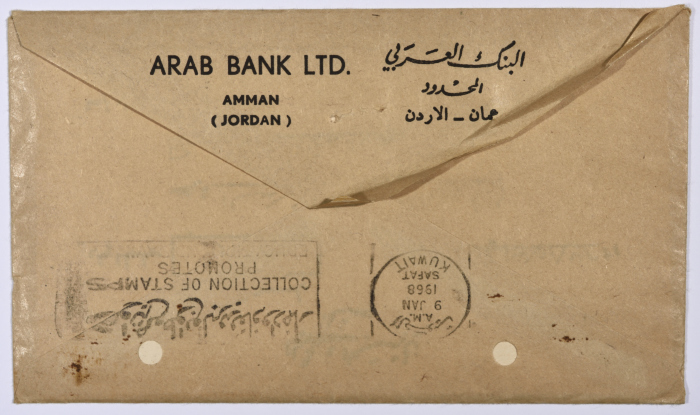 ARAB BANK LTD.
AMMAN
( JORDAN )
البنك العربي
المحدود
عمان - الاردن
COLLECTION OF STAMPS
PROMOTES
KUWAIT
SAFAT
1968
9 JAN
A.M.